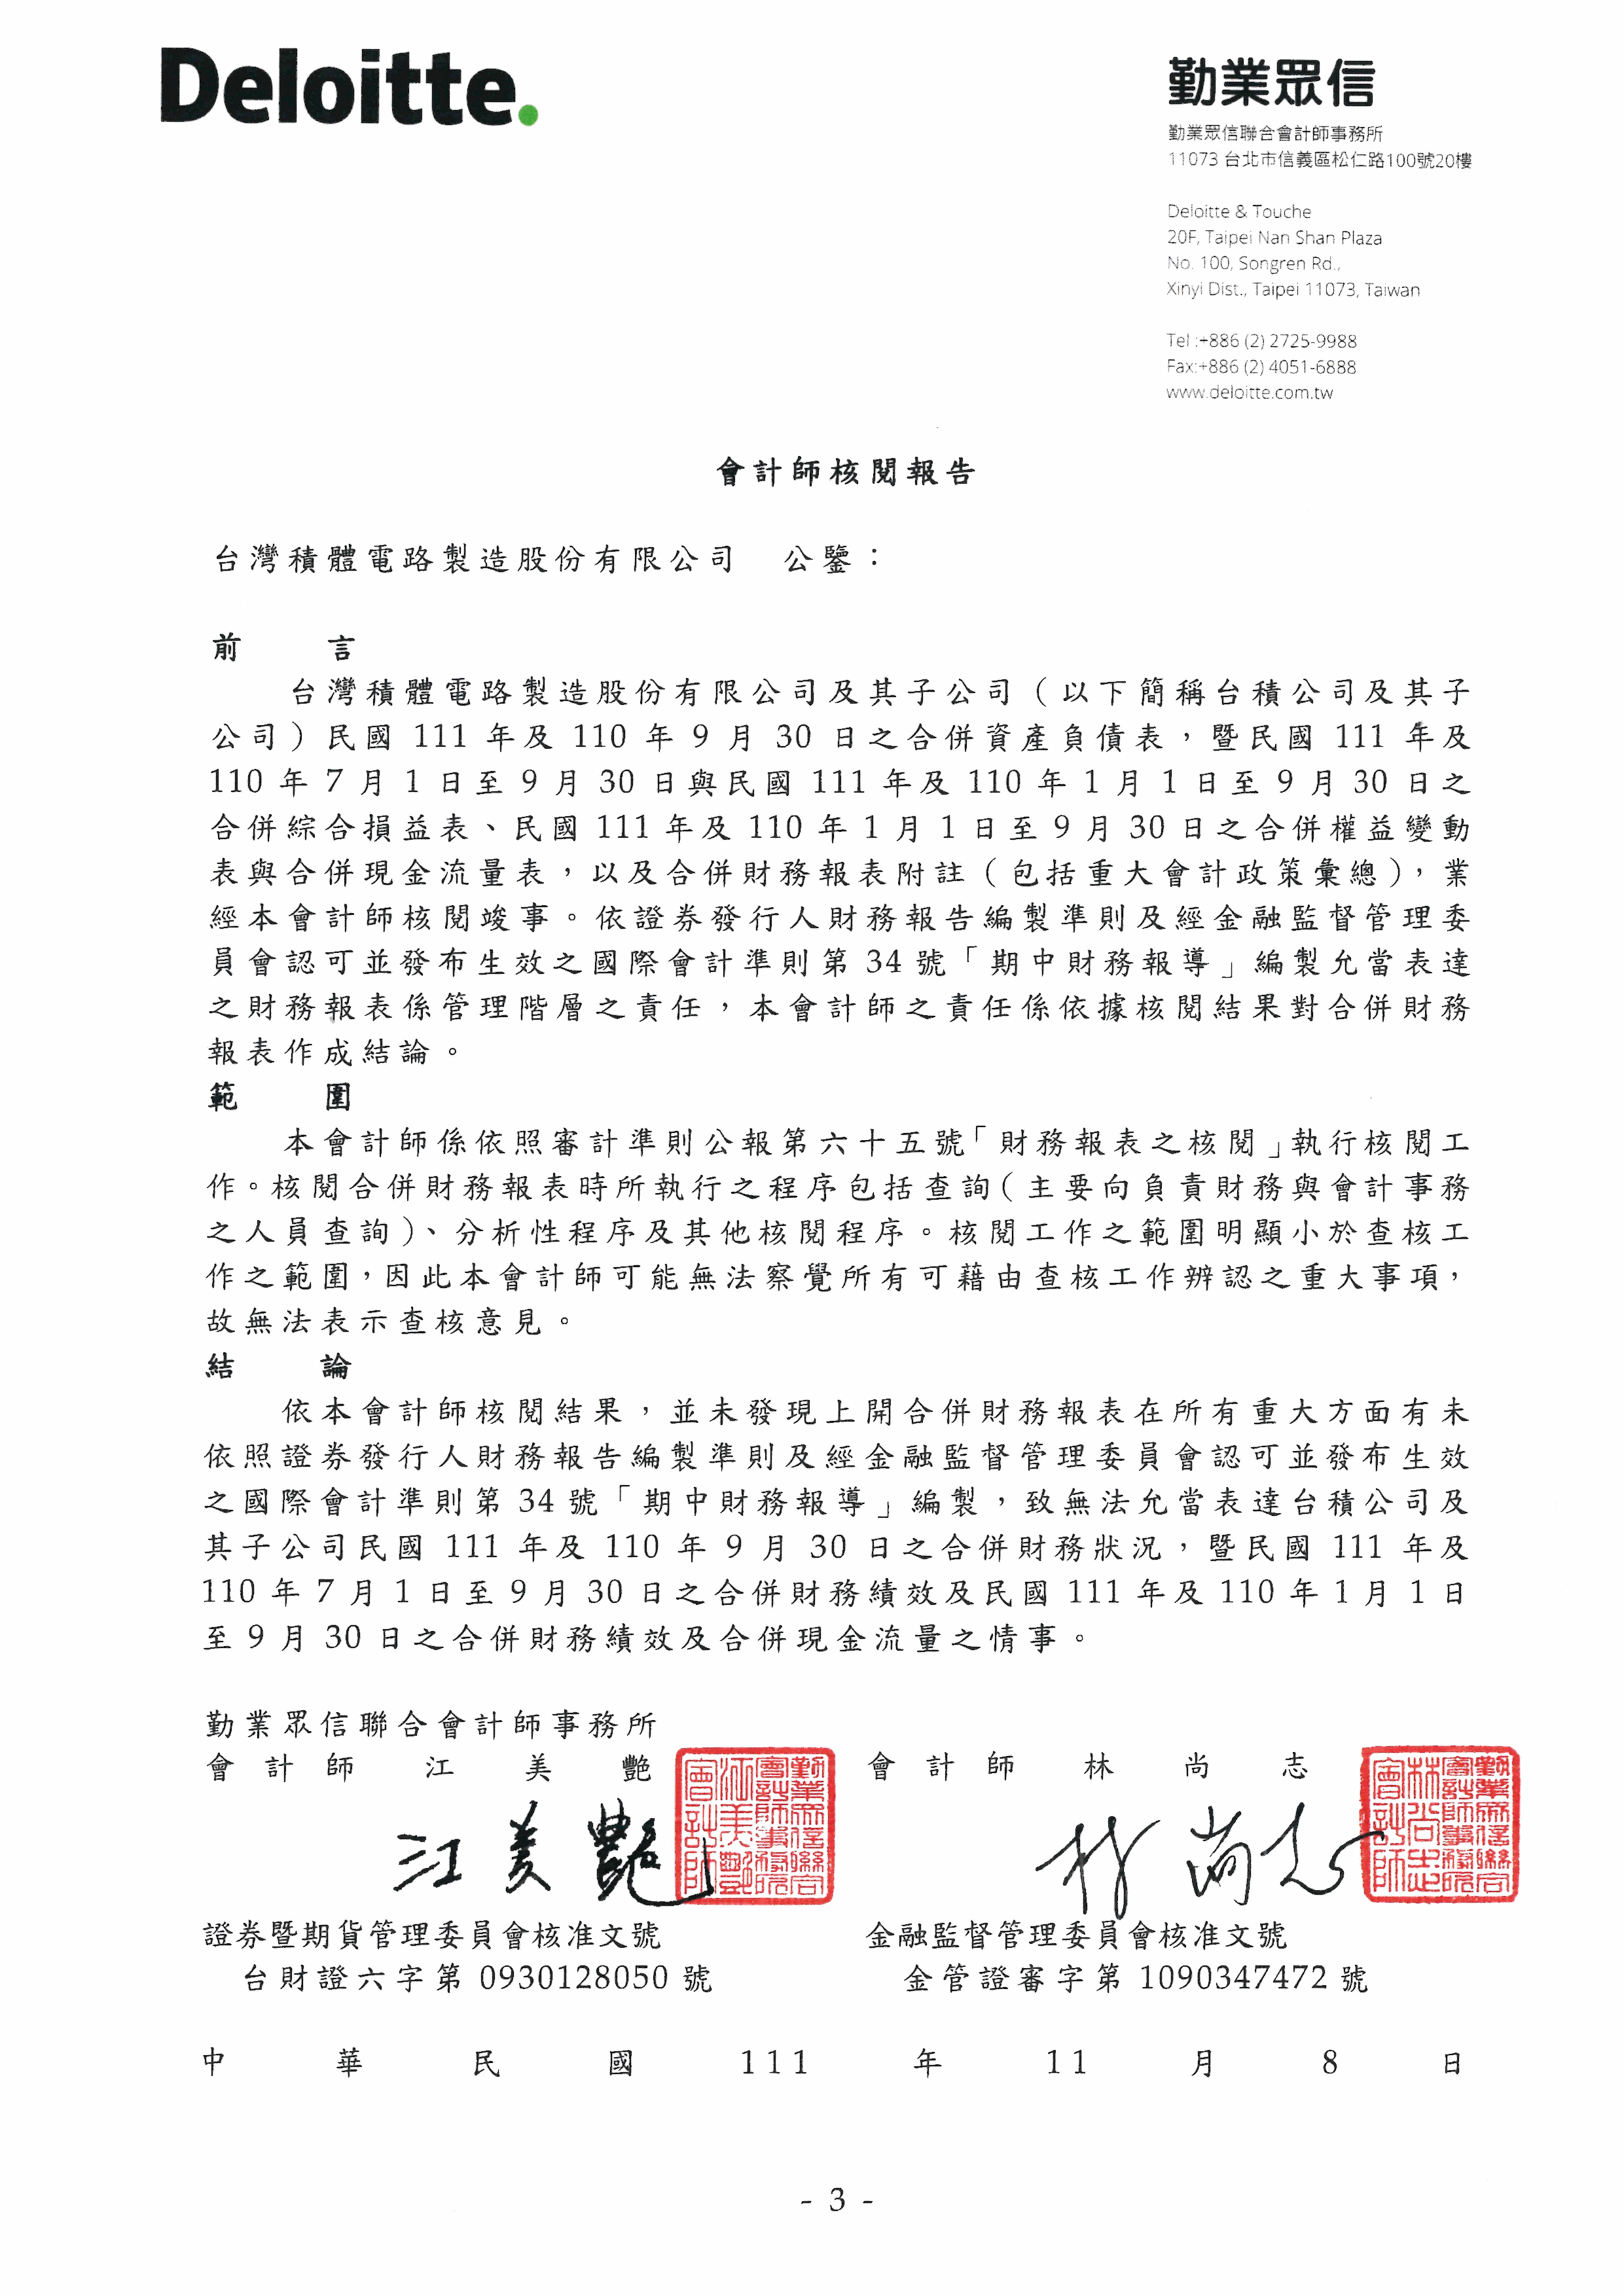 Deloitte.
勤業眾信
勤業眾信聯合會計師事務所
11073 台北市信義區松仁路100號20樓
Deloitte & Touche
20F, Taipei Nan Shan Plaza
No. 100, Songren Rd.,
Xinyi Dist., Taipei 11073, Taiwan
Tel :+886 (2) 2725-9988
Fax:+886 (2) 4051-6888
www.deloitte.com.tw
會計師核閱報告
台灣積體電路製造股份有限公司 公鑒：
前 言
台灣積體電路製造股份有限公司及其子公司（以下簡稱台積公司及其子
公司）民國 111 年及 110 年 9 月 30 日之合併資產負債表，暨民國 111 年及
110 年 7 月 1 日至 9 月 30 日與民國 111 年及 110 年 1 月 1 日至 9 月 30 日之
合併綜合損益表、民國 111 年及 110 年 1 月 1 日至 9 月 30 日之合併權益變動
表與合併現金流量表，以及合併財務報表附註（包括重大會計政策彙總），業
經本會計師核閱竣事。依證券發行人財務報告編製準則及經金融監督管理委
員會認可並發布生效之國際會計準則第 34 號「期中財務報導」編製允當表達
之財務報表係管理階層之責任，本會計師之責任係依據核閱結果對合併財務
報表作成結論。
範 圍
本會計師係依照審計準則公報第六十五號「財務報表之核閱」執行核閱工
作。核閱合併財務報表時所執行之程序包括查詢（主要向負責財務與會計事務
之人員查詢）、分析性程序及其他核閱程序。核閱工作之範圍明顯小於查核工
作之範圍，因此本會計師可能無法察覺所有可藉由查核工作辨認之重大事項，
故無法表示查核意見。
結 論
依本會計師核閱結果，並未發現上開合併財務報表在所有重大方面有未
依照證券發行人財務報告編製準則及經金融監督管理委員會認可並發布生效
之國際會計準則第 34 號「期中財務報導」編製，致無法允當表達台積公司及
其子公司民國 111 年及 110 年 9 月 30 日之合併財務狀況，暨民國 111 年及
110 年 7 月 1 日至 9 月 30 日之合併財務績效及民國 111 年及 110 年 1 月 1 日
至 9 月 30 日之合併財務績效及合併現金流量之情事。
勤業眾信聯合會計師事務所
會計師 江美艷 會計師 林尚志
江美艷 林尚志
證券暨期貨管理委員會核准文號 金融監督管理委員會核准文號
台財證六字第 0930128050 號 金管證審字第 1090347472 號
中華民國 111 年 11 月 8 日
- 3 -